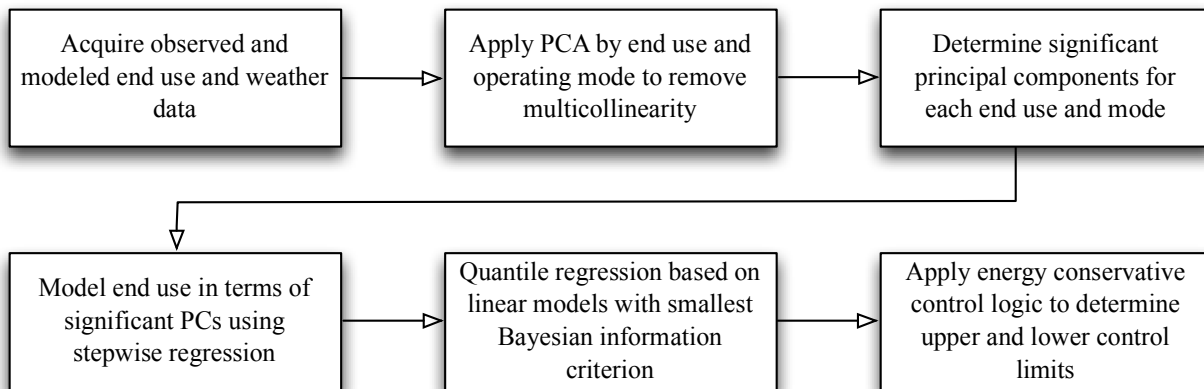 Acquire observed and
modeled end use and weather
data
Apply PCA by end use and
operating mode to remove
multicollinearity
Determine significant
principal components for
each end use and mode
Model end use in terms of
significant PCs using
stepwise regression
Quantile regression based on
linear models with smallest
Bayesian information
criterion
Apply energy conservative
control logic to determine
upper and lower control
limits